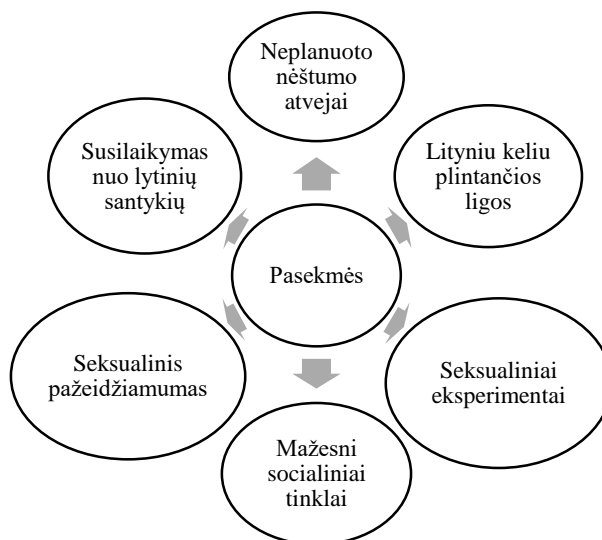 Neplanuoto
nėštumo
atvejai
Susilaikymas
nuo lytinių
santykių
Lityniu keliu
plintančios
ligos
Pasekmės
Seksualinis
pažeidžiamumas
Seksualiniai
eksperimentai
Mažesni
socialiniai
tinklai